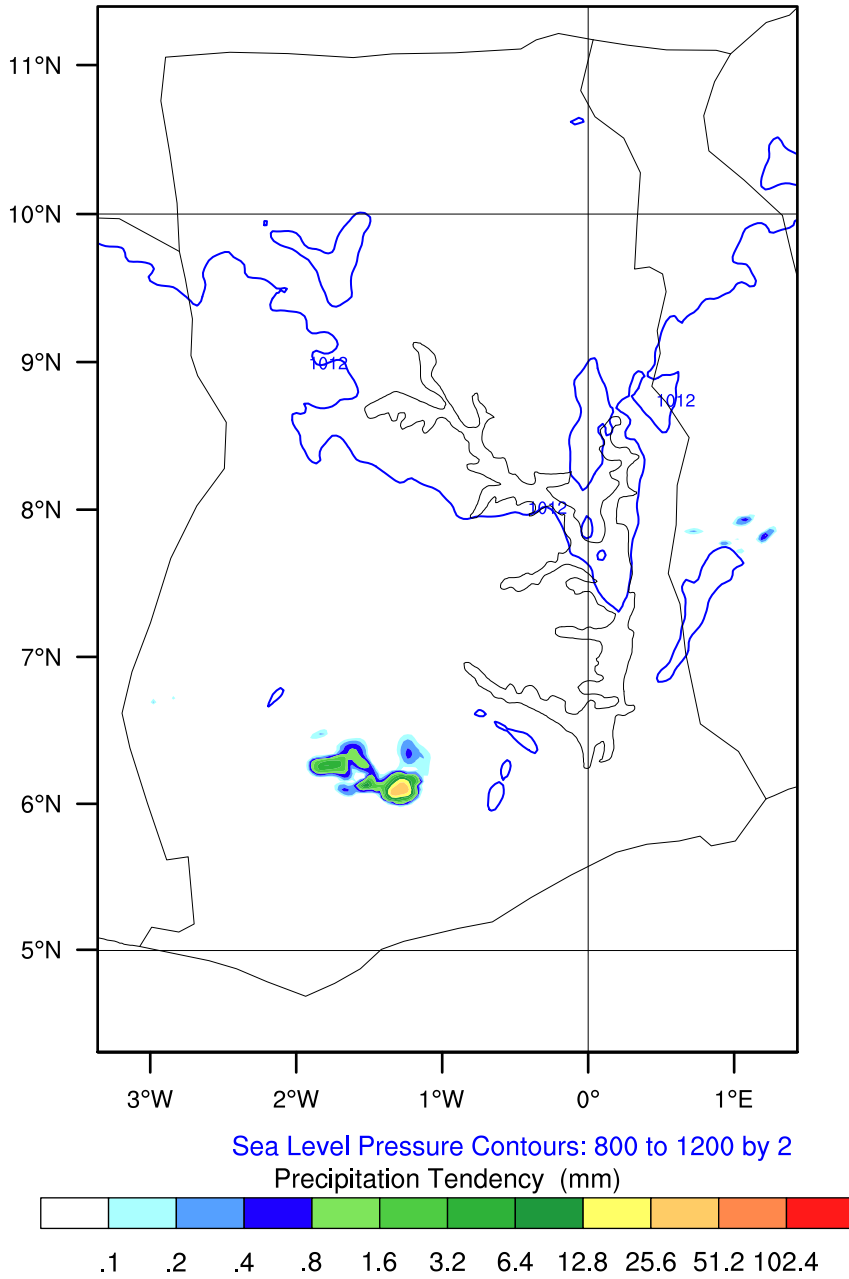 11°N
10°N
9°N
8°N
7°N
6°N
5°N
1012
1012
1012
3°W 2°W 1°W 0° 1°E
Sea Level Pressure Contours: 800 to 1200 by 2
Precipitation Tendency (mm)
.1 .2 .4 .8 1.6 3.2 6.4 12.8 25.6 51.2 102.4